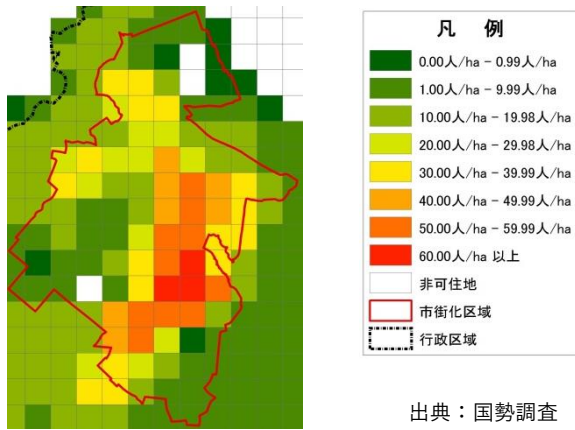 凡 例
0.00人/ha - 0.99人/ha
1.00人/ha - 9.99人/ha
10.00人/ha - 19.98人/ha
20.00人/ha - 29.98人/ha
30.00人/ha - 39.99人/ha
40.00人/ha - 49.99人/ha
50.00人/ha - 59.99人/ha
60.00人/ha 以上
非可住地
市街化区域
行政区域
出典：国勢調査